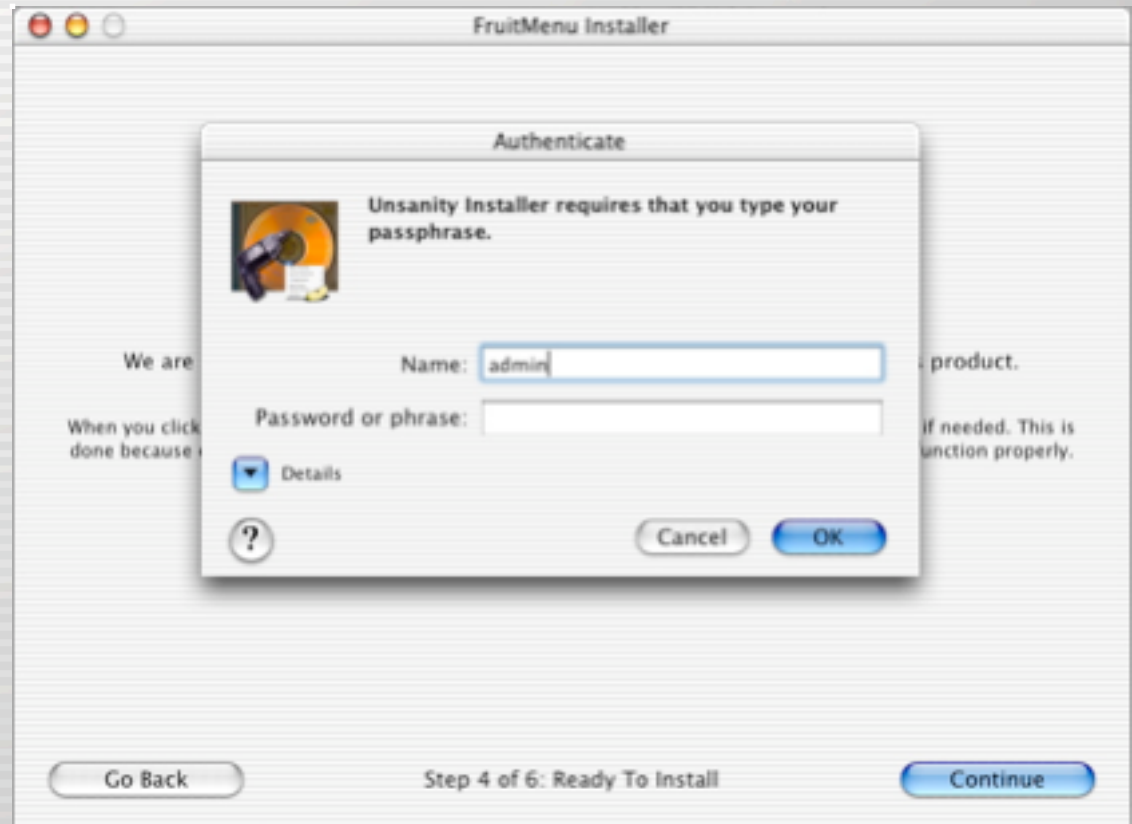 FruitMenu Installer
Authenticate
Unsanity Installer requires that you type your
passphrase.
We are
Name: admin
product.
Password or phrase:
When you click
if needed. This is
done because
unction properly.
Details
?
Cancel
OK
Go Back
Step 4 of 6: Ready To Install
Continue